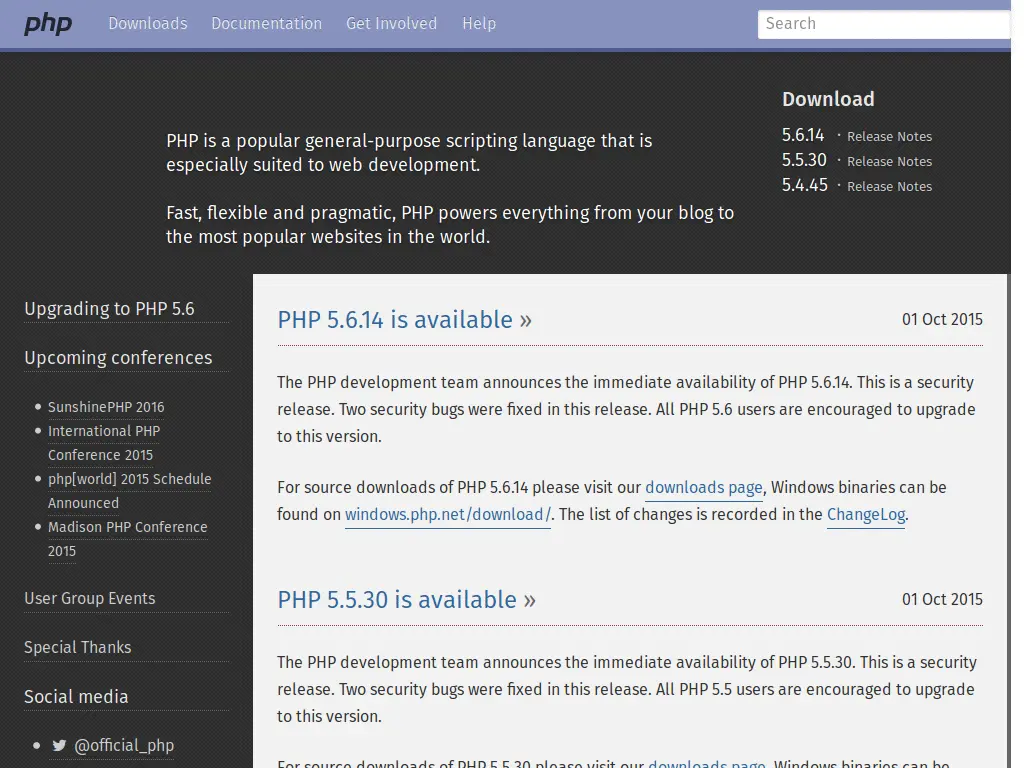 php Downloads Documentation Get Involved Help Search
PHP is a popular general-purpose scripting language that is
especially suited to web development.
Fast, flexible and pragmatic, PHP powers everything from your blog to
the most popular websites in the world.
Download
5.6.14 · Release Notes
5.5.30 · Release Notes
5.4.45 · Release Notes
Upgrading to PHP 5.6
Upcoming conferences
• SunshinePHP 2016
• International PHP
Conference 2015
• php[world] 2015 Schedule
Announced
• Madison PHP Conference
2015
User Group Events
Special Thanks
Social media
• @official_php
PHP 5.6.14 is available » 01 Oct 2015
The PHP development team announces the immediate availability of PHP 5.6.14. This is a security
release. Two security bugs were fixed in this release. All PHP 5.6 users are encouraged to upgrade
to this version.
For source downloads of PHP 5.6.14 please visit our downloads page, Windows binaries can be
found on windows.php.net/download/. The list of changes is recorded in the ChangeLog.
PHP 5.5.30 is available » 01 Oct 2015
The PHP development team announces the immediate availability of PHP 5.5.30. This is a security
release. Two security bugs were fixed in this release. All PHP 5.5 users are encouraged to upgrade
to this version.
For source downloads of PHP 5.5.30 please visit our downloads page, Windows binaries can be